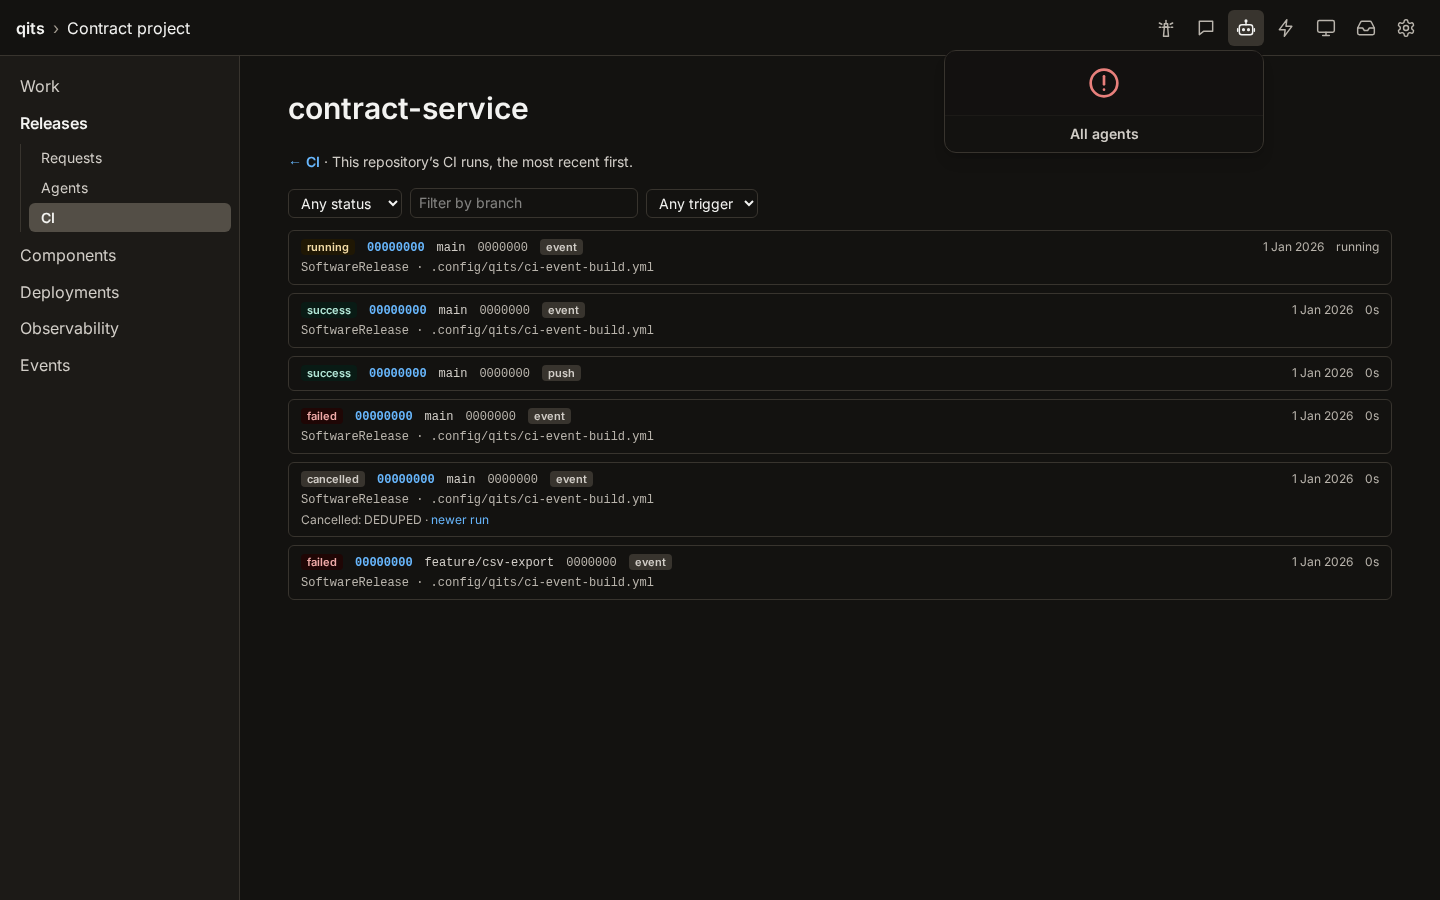 qits › Contract project
All agents
Work
Releases
Requests
Agents
CI
Components
Deployments
Observability
Events
contract-service
← CI · This repository’s CI runs, the most recent first.
Any status Filter by branch Any trigger
running 00000000 main 0000000 event 1 Jan 2026 running
SoftwareRelease · .config/qits/ci-event-build.yml
success 00000000 main 0000000 event 1 Jan 2026 0s
SoftwareRelease · .config/qits/ci-event-build.yml
success 00000000 main 0000000 push 1 Jan 2026 0s
failed 00000000 main 0000000 event 1 Jan 2026 0s
SoftwareRelease · .config/qits/ci-event-build.yml
cancelled 00000000 main 0000000 event 1 Jan 2026 0s
SoftwareRelease · .config/qits/ci-event-build.yml
Cancelled: DEDUPED · newer run
failed 00000000 feature/csv-export 0000000 event 1 Jan 2026 0s
SoftwareRelease · .config/qits/ci-event-build.yml